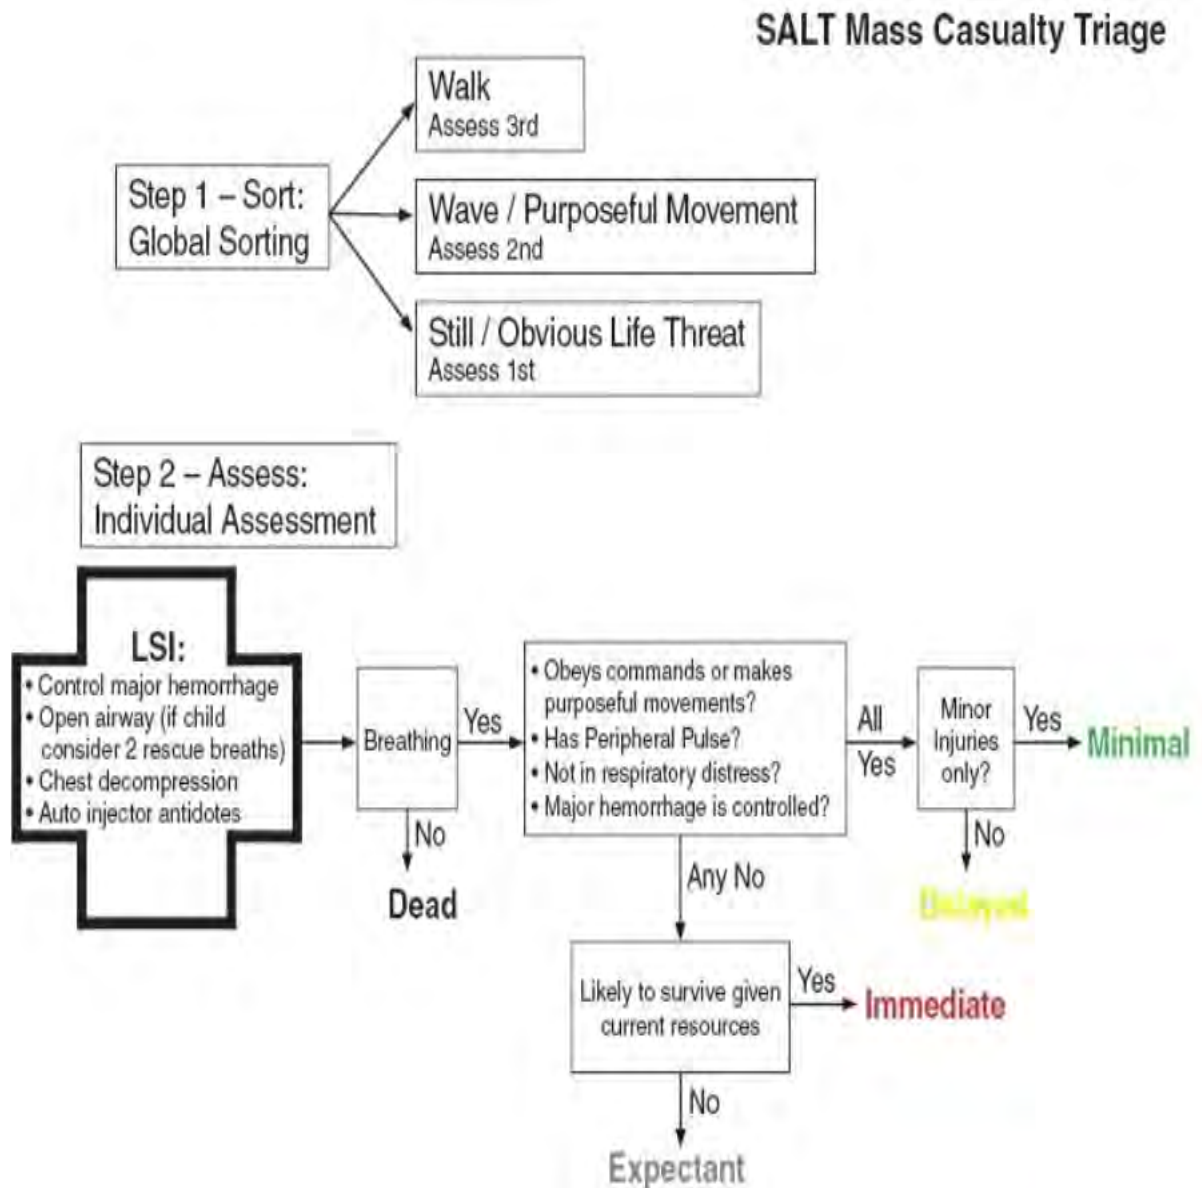 SALT Mass Casualty Triage
Walk
Assess 3rd
Step 1 – Sort:
Global Sorting
Wave / Purposeful Movement
Assess 2nd
Still / Obvious Life Threat
Assess 1st
Step 2 – Assess:
Individual Assessment
LSI:
• Control major hemorrhage
• Open airway (if child
consider 2 rescue breaths)
• Chest decompression
• Auto injector antidotes
Breathing
Yes
No
Dead
• Obeys commands or makes
purposeful movements?
• Has Peripheral Pulse?
• Not in respiratory distress?
• Major hemorrhage is controlled?
All
Yes
Minor
Injuries
only?
Yes
Minimal
No
Delayed
Any No
Likely to survive given
current resources
Yes
Immediate
No
Expectant